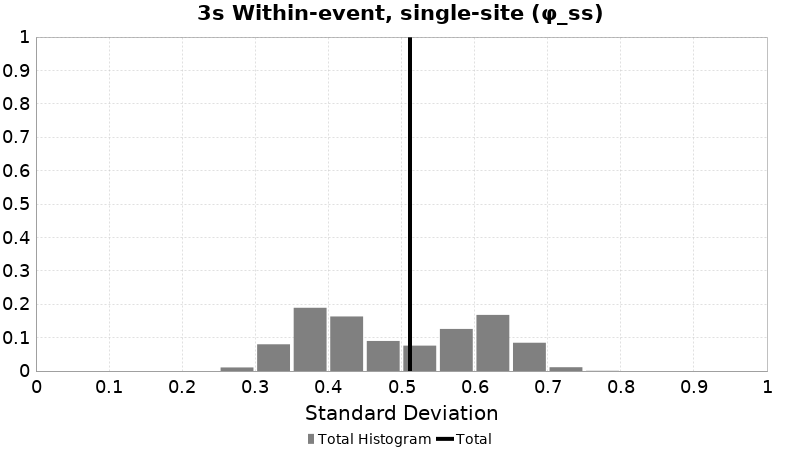 3s Within-event, single-site (φ_ss)
1
0.9
0.8
0.7
0.6
0.5
0.4
0.3
0.2
0.1
0
0 0.1 0.2 0.3 0.4 0.5 0.6 0.7 0.8 0.9 1
Standard Deviation
Total Histogram Total